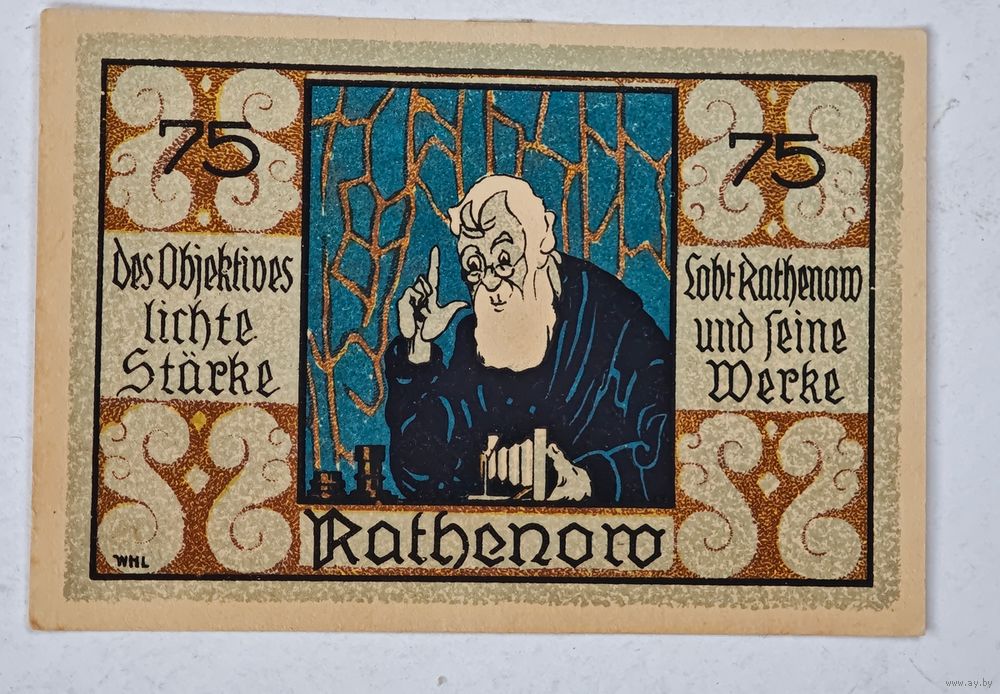 75
75
des Objektives
lichte
Stärke
Lobt Rathenow
und seine
Werke
Rathenow
WHL
www.ay.by